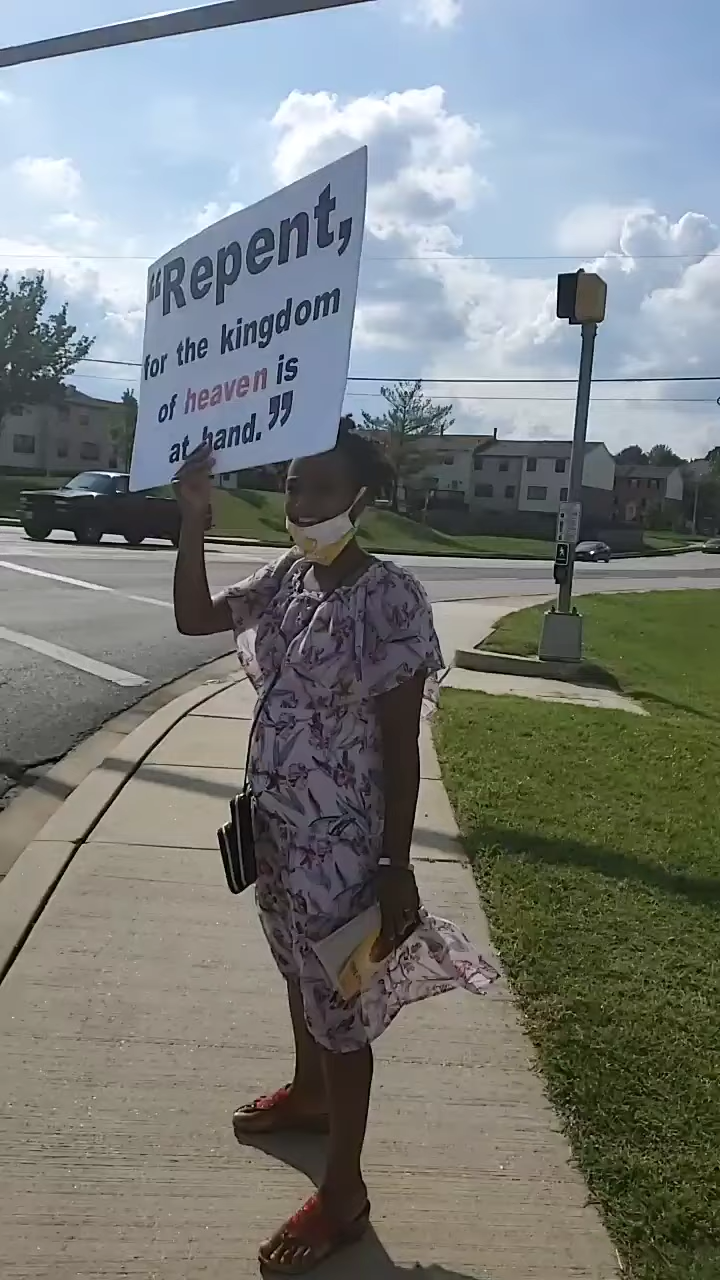 “Repent,
for the kingdom
of heaven is
at hand.”